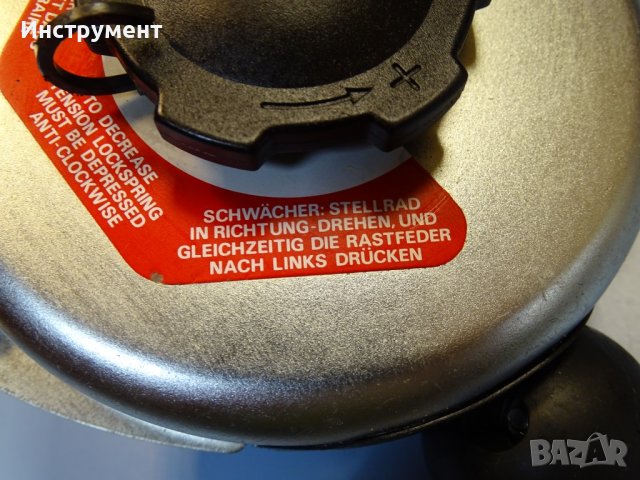 Инструмент
TO DECREASE
TENSION LOCKSPRING
MUST BE DEPRESSED
ANTI-CLOCKWISE
+
SCHWÄCHER: STELLRAD
IN RICHTUNG-DREHEN, UND
GLEICHZEITIG DIE RASTFEDER
NACH LINKS DRÜCKEN
BAZAR